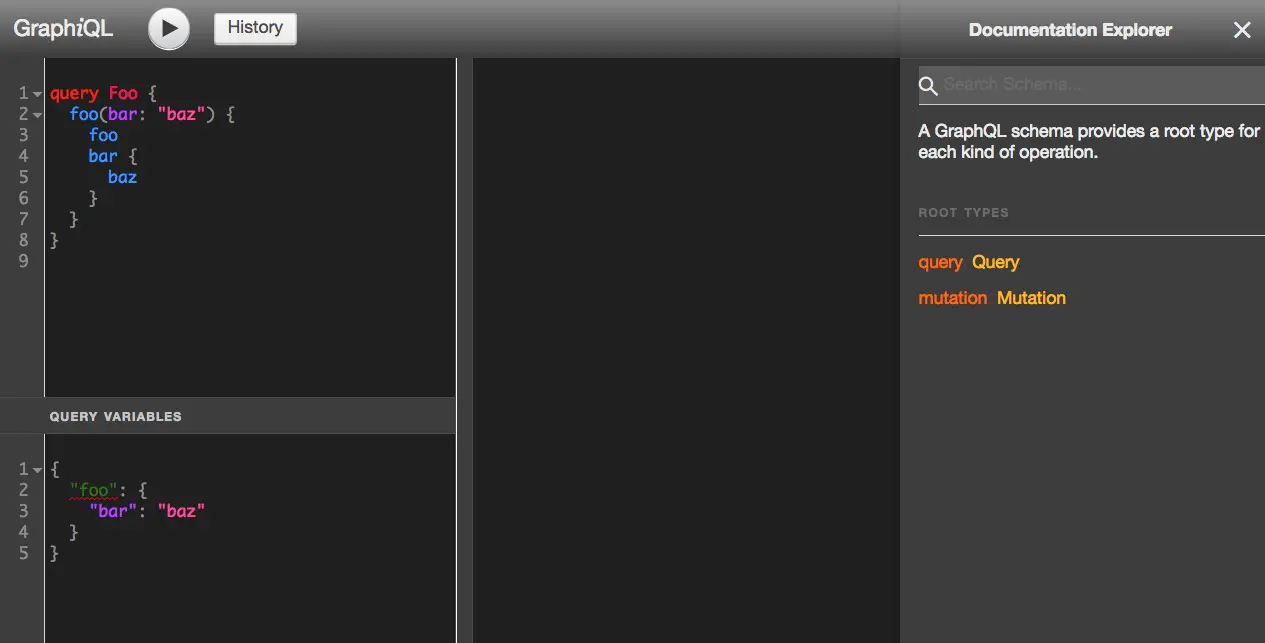 GraphiQL
History
1 query Foo {
2 foo(bar: "baz") {
3 foo
4 bar {
5 baz
6 }
7 }
8 }
9
QUERY VARIABLES
1 {
2 "foo": {
3 "bar": "baz"
4 }
5 }
Documentation Explorer
Search Schema...
A GraphQL schema provides a root type for
each kind of operation.
ROOT TYPES
query Query
mutation Mutation